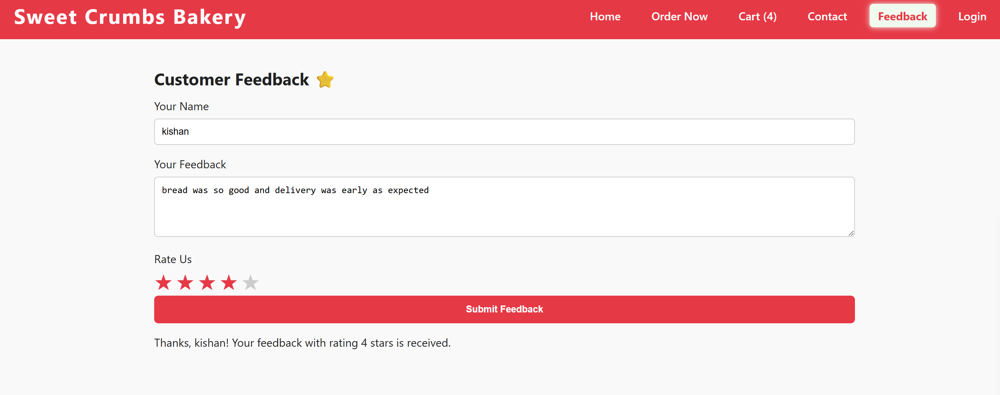 Sweet Crumbs Bakery
Home Order Now Cart (4) Contact Feedback Login
Customer Feedback
Your Name
kishan
Your Feedback
bread was so good and delivery was early as expected
Rate Us
Submit Feedback
Thanks, kishan! Your feedback with rating 4 stars is received.